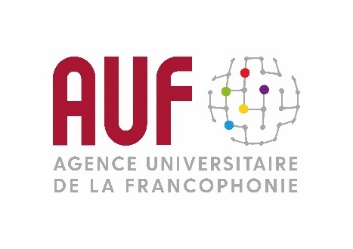 AUF
AGENCE UNIVERSITAIRE
DE LA FRANCOPHONIE